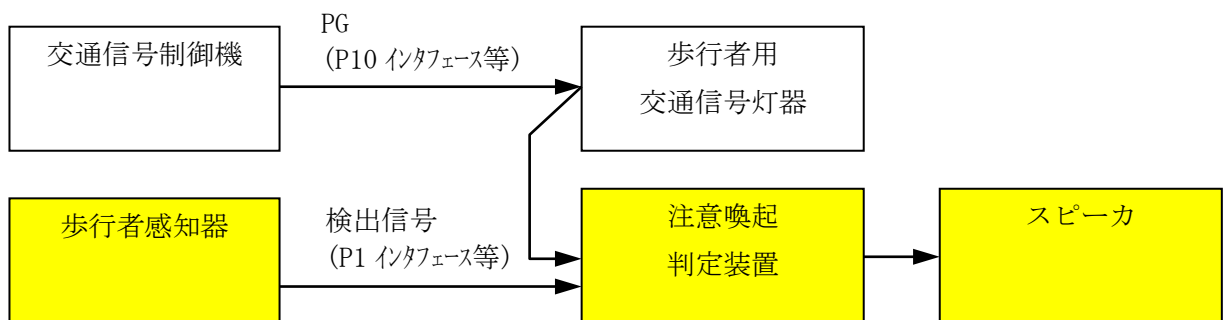 PG
(P10 インタフェース等)
交通信号制御機
歩行者用
交通信号灯器
検出信号
(P1 インタフェース等)
歩行者感知器
注意喚起
判定装置
スピーカ